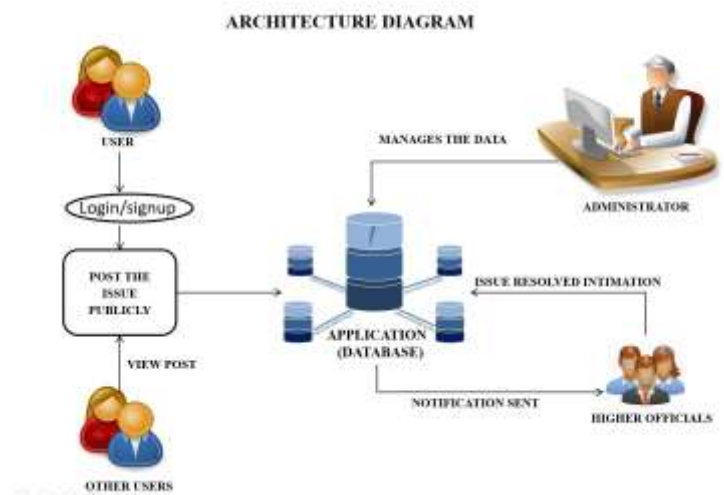 ARCHITECTURE DIAGRAM
USER
MANAGES THE DATA
ADMINISTRATOR
Login/signup
POST THE
ISSUE
PUBLICLY
ISSUE RESOLVED INTIMATION
APPLICATION
(DATABASE)
VIEW POST
NOTIFICATION SENT
HIGHER OFFICIALS
OTHER USERS